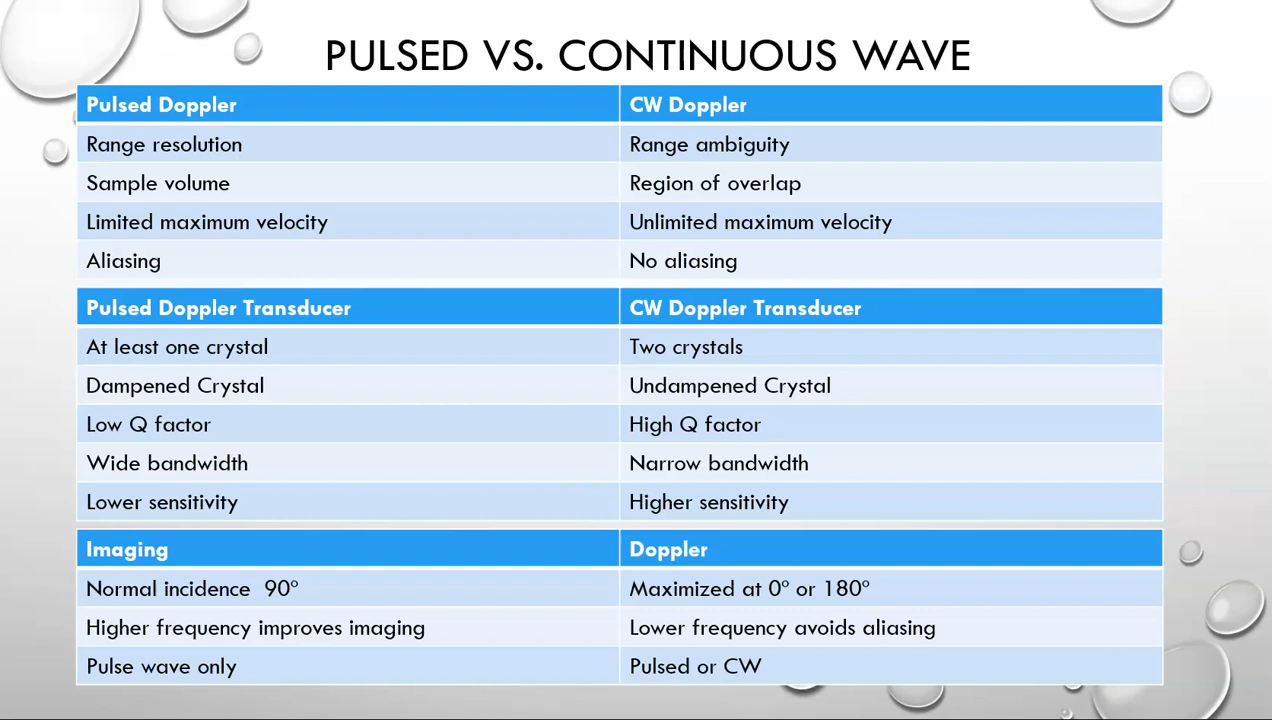 PULSED VS. CONTINUOUS WAVE
Pulsed Doppler CW Doppler
Range resolution Range ambiguity
Sample volume Region of overlap
Limited maximum velocity Unlimited maximum velocity
Aliasing No aliasing
Pulsed Doppler Transducer CW Doppler Transducer
At least one crystal Two crystals
Dampened Crystal Undampened Crystal
Low Q factor High Q factor
Wide bandwidth Narrow bandwidth
Lower sensitivity Higher sensitivity
Imaging Doppler
Normal incidence 90° Maximized at 0° or 180°
Higher frequency improves imaging Lower frequency avoids aliasing
Pulse wave only Pulsed or CW